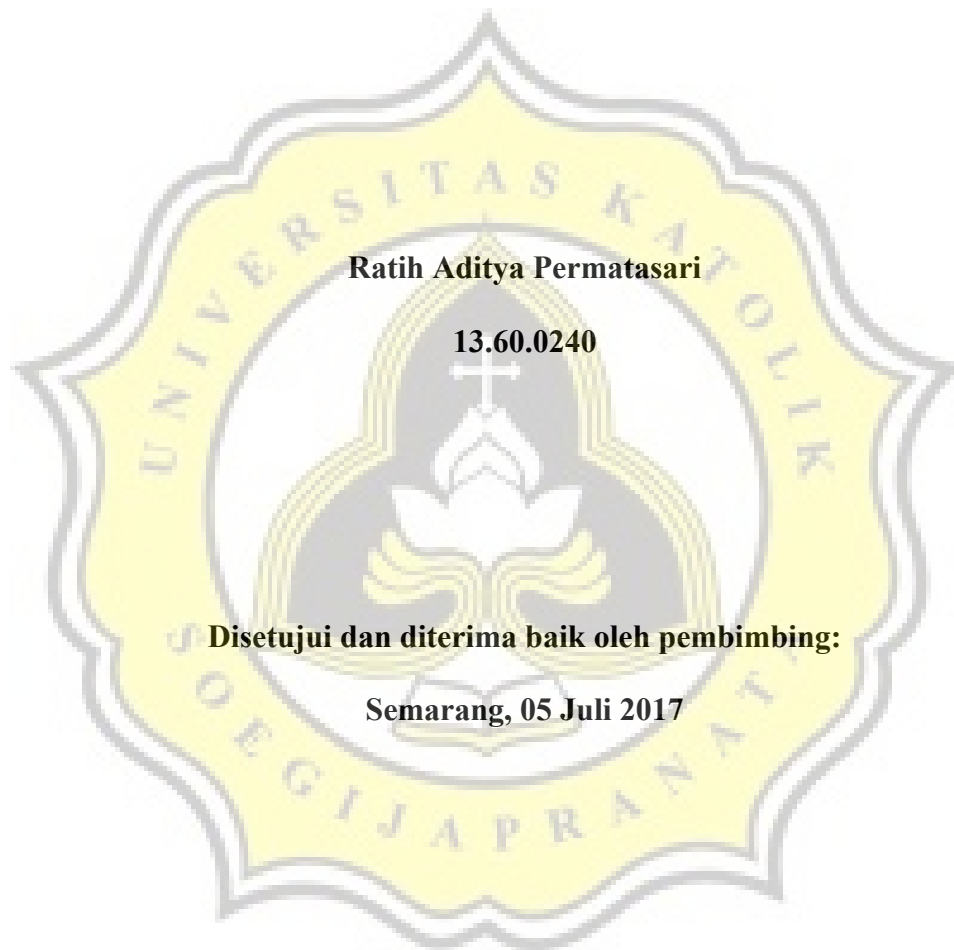 UNIVERSITAS KATOLIK
Ratih Aditya Permatasari
13.60.0240
Disetujui dan diterima baik oleh pembimbing:
Semarang, 05 Juli 2017
SOEGIJAPRANATA